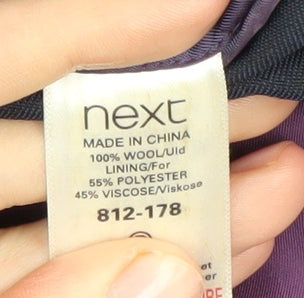 next
MADE IN CHINA
100% WOOL/Uld
LINING/For
55% POLYESTER
45% VISCOSE/Viskose
812-178